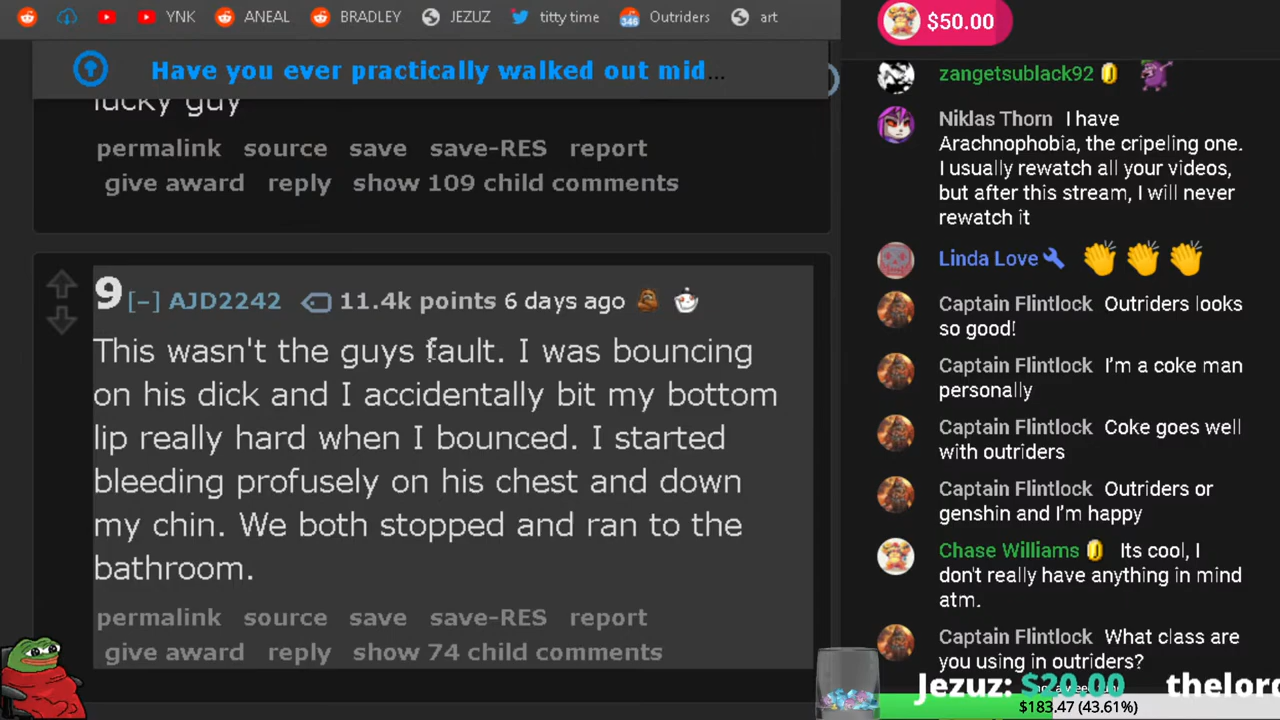 YNK ANEAL BRADLEY JEZUZ titty time 346 Outriders art
Have you ever practically walked out mid...
lucky guy
permalink source save save-RES report
give award reply show 109 child comments
9 [–] AJD2242 11.4k points 6 days ago
This wasn't the guys fault. I was bouncing
on his dick and I accidentally bit my bottom
lip really hard when I bounced. I started
bleeding profusely on his chest and down
my chin. We both stopped and ran to the
bathroom.
permalink source save save-RES report
give award reply show 74 child comments
$50.00
zangetsublack92
Niklas Thorn I have
Arachnophobia, the cripeling one.
I usually rewatch all your videos,
but after this stream, I will never
rewatch it
Linda Love
Captain Flintlock Outriders looks
so good!
Captain Flintlock I'm a coke man
personally
Captain Flintlock Coke goes well
with outriders
Captain Flintlock Outriders or
genshin and I'm happy
Chase Williams Its cool, I
don't really have anything in mind
atm.
Captain Flintlock What class are
you using in outriders?
Jezuz: $20.00 thelord
$183.47 (43.61%)